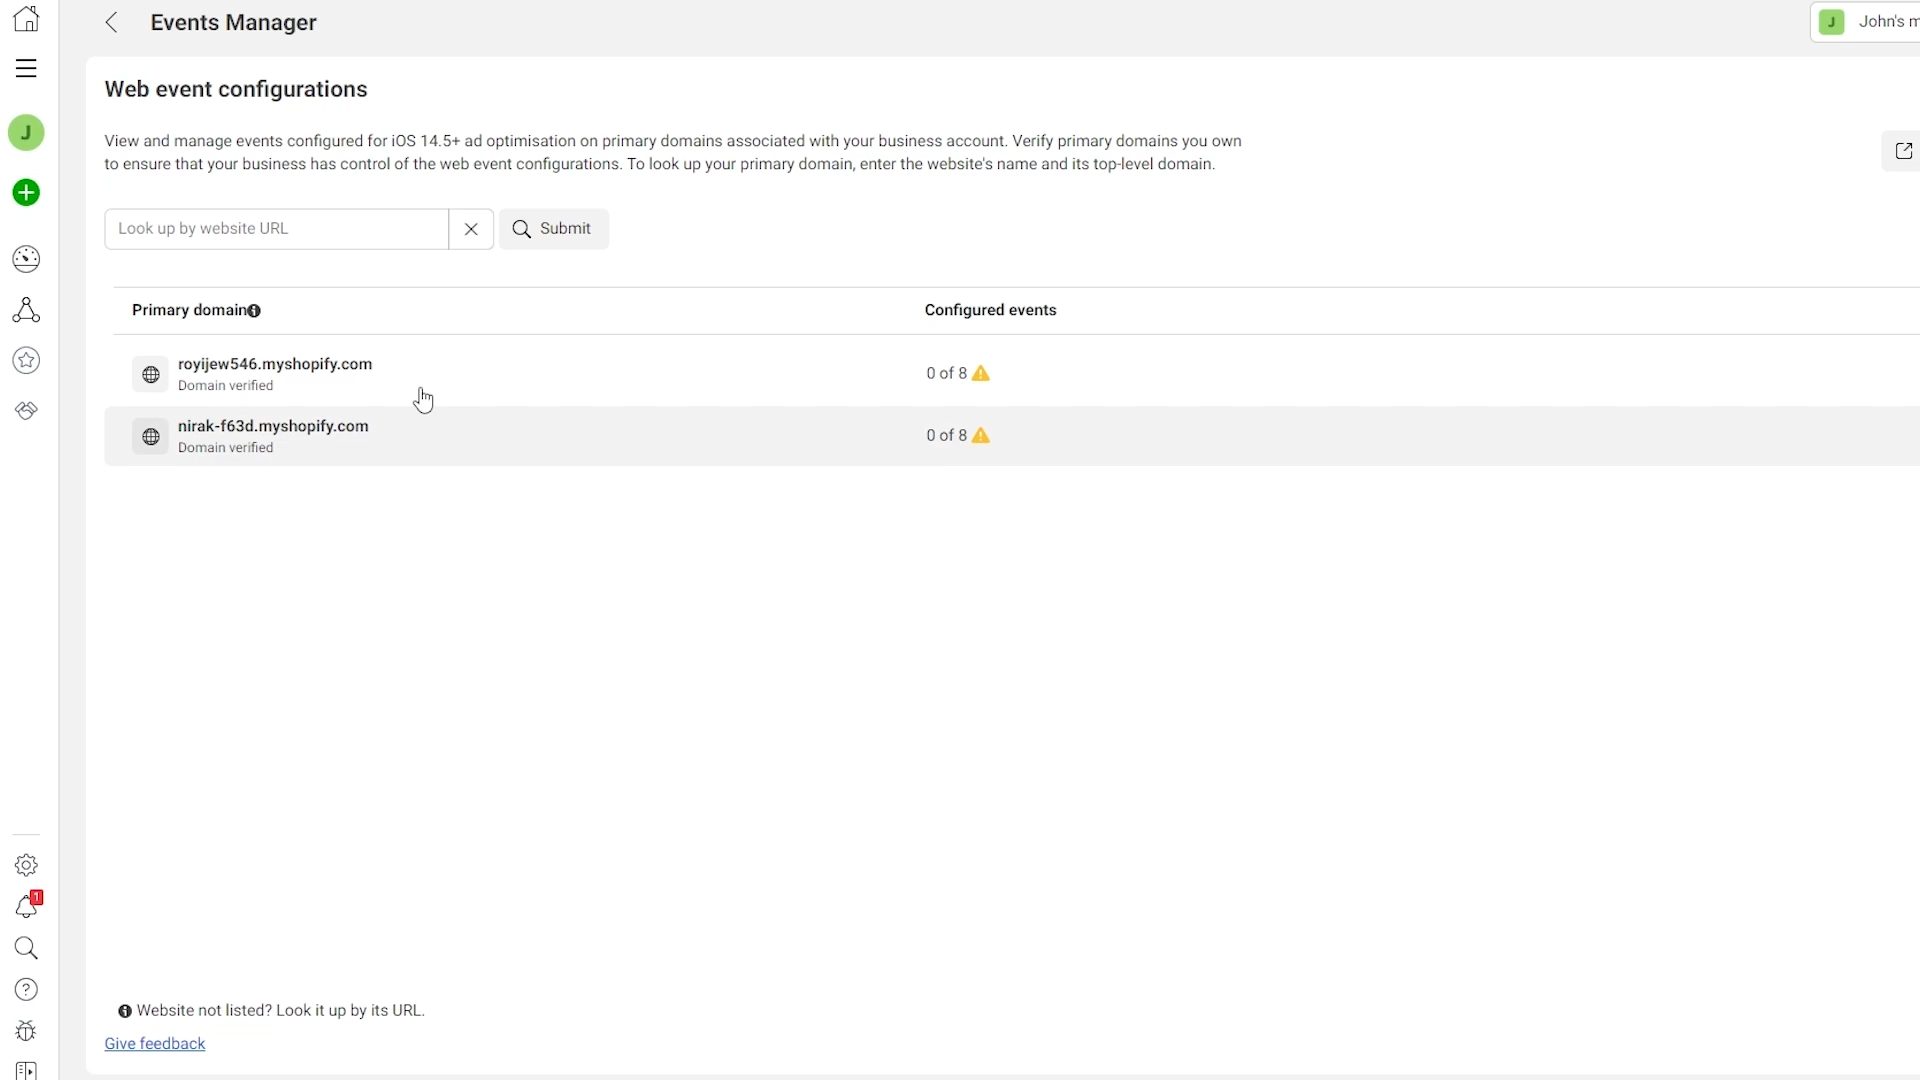 Events Manager
J
John's m
Web event configurations
J
View and manage events configured for iOS 14.5+ ad optimisation on primary domains associated with your business account. Verify primary domains you own
to ensure that your business has control of the web event configurations. To look up your primary domain, enter the website's name and its top-level domain.
Look up by website URL
Submit
Primary domain
Configured events
royijew546.myshopify.com
Domain verified
0 of 8
nirak-f63d.myshopify.com
Domain verified
0 of 8
1
Website not listed? Look it up by its URL.
Give feedback